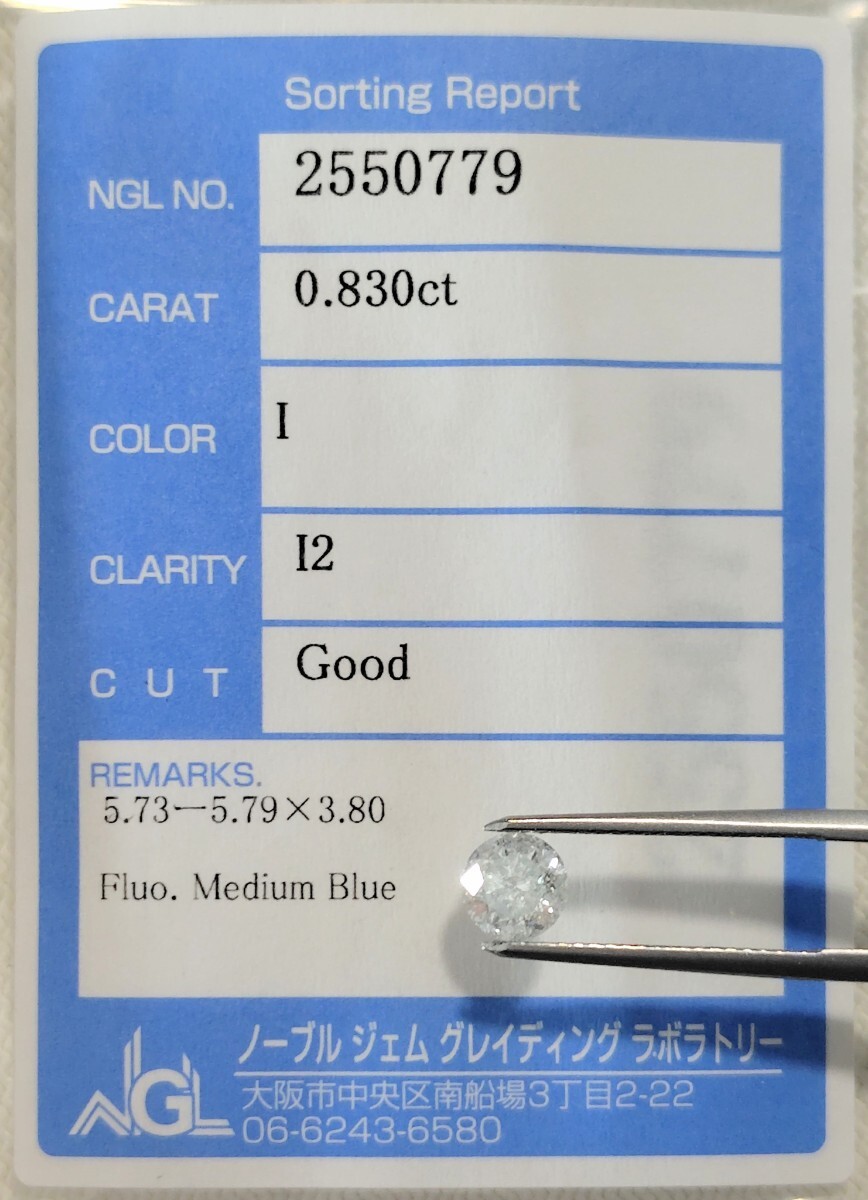 Sorting Report
NGL NO. 2550779
CARAT 0.830ct
COLOR I
CLARITY I2
CUT Good
REMARKS.
5.73—5.79×3.80
Fluo. Medium Blue
NGL
ノーブル ジェム グレイディング ラボラトリー
大阪市中央区南船場3丁目2-22
06-6243-6580